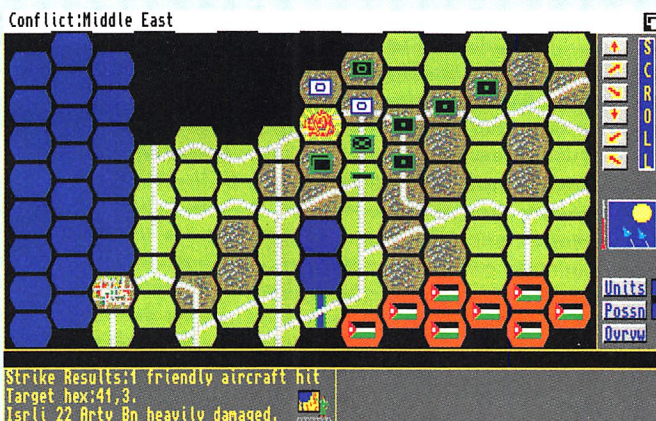 Conflict:Middle East
S
C
R
O
L
L
Units
Possn
Ovrvw
Strike Results:1 friendly aircraft hit
Target hex:41,3.
Isrli 22 Arty Bn heavily damaged.